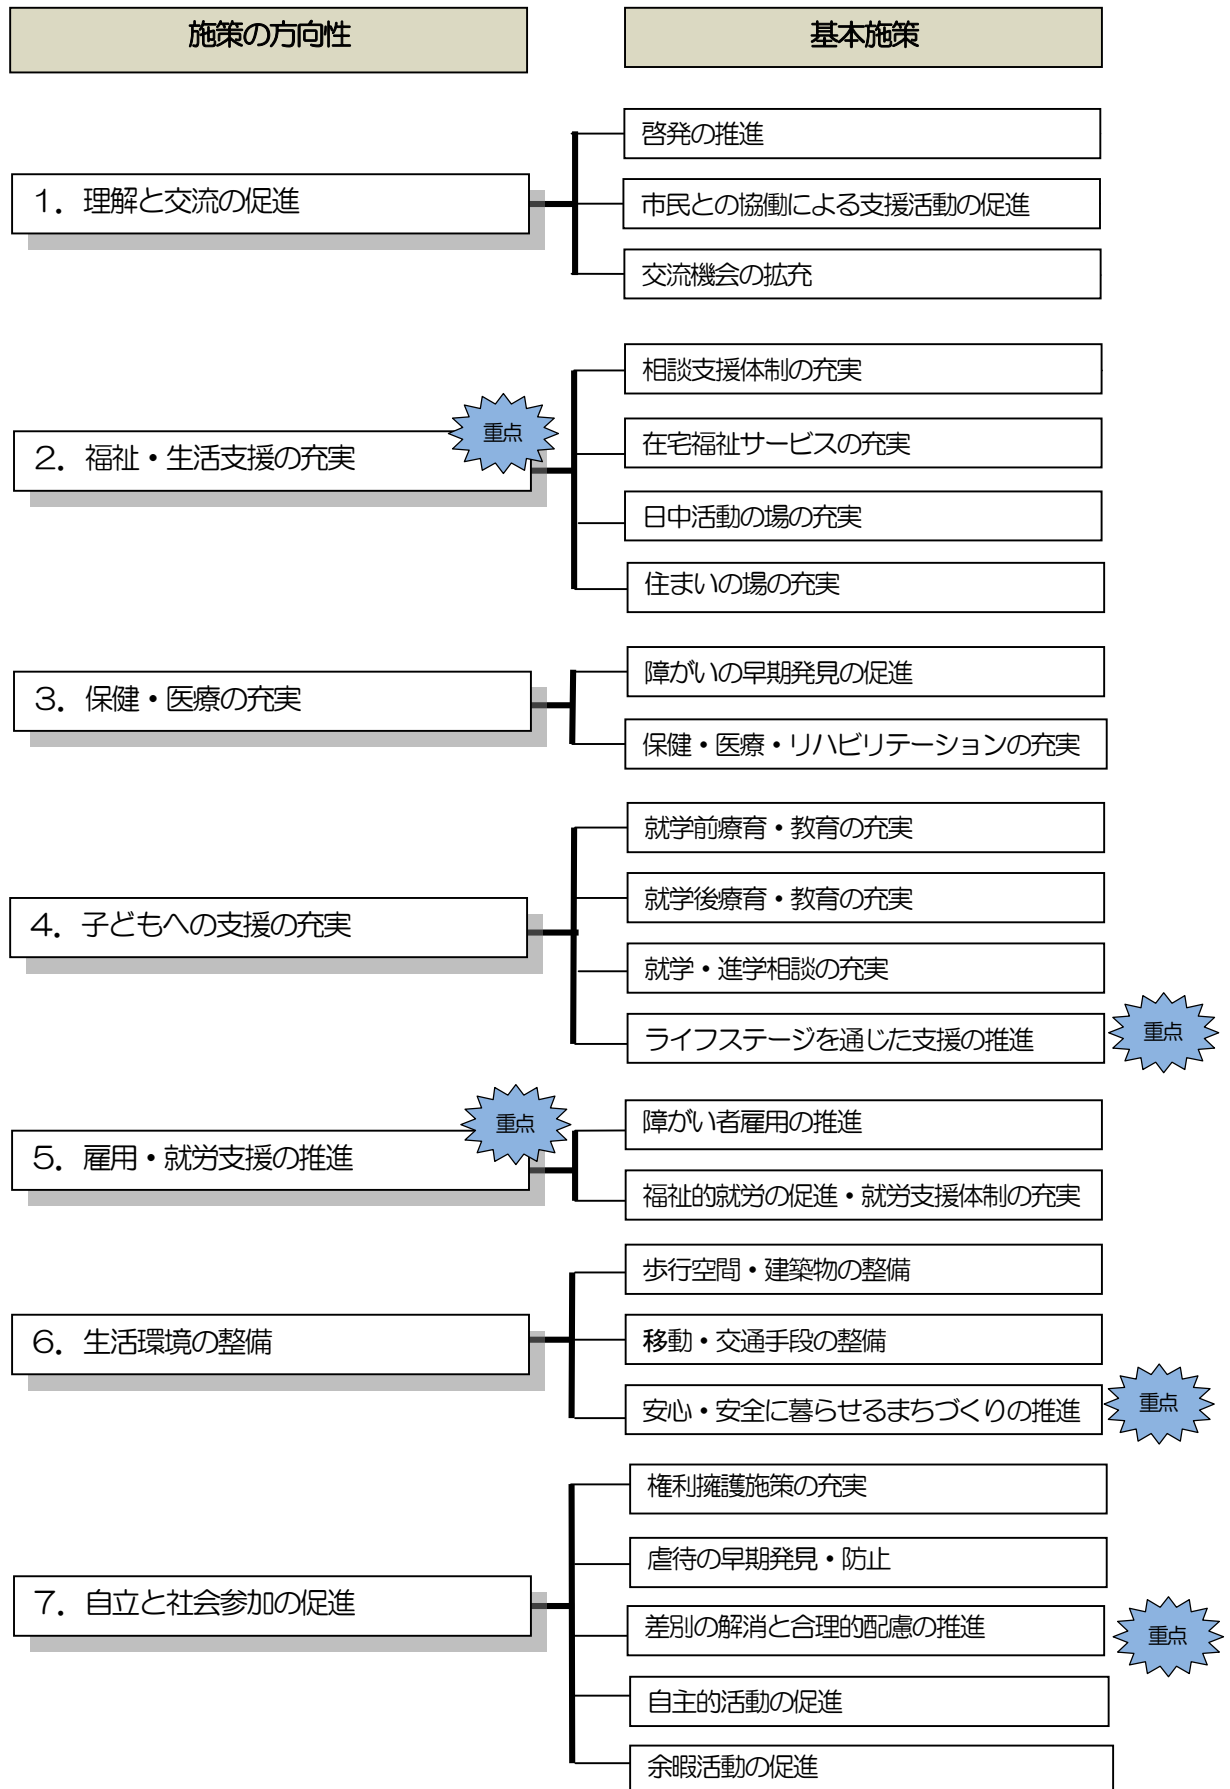 施策の方向性
基本施策
1．理解と交流の促進
啓発の推進
市民との協働による支援活動の促進
交流機会の拡充
2．福祉・生活支援の充実
重点
相談支援体制の充実
在宅福祉サービスの充実
日中活動の場の充実
住まいの場の充実
3．保健・医療の充実
障がいの早期発見の促進
保健・医療・リハビリテーションの充実
4．子どもへの支援の充実
就学前療育・教育の充実
就学後療育・教育の充実
就学・進学相談の充実
ライフステージを通じた支援の推進
重点
5．雇用・就労支援の推進
重点
障がい者雇用の推進
福祉的就労の促進・就労支援体制の充実
6．生活環境の整備
歩行空間・建築物の整備
移動・交通手段の整備
安心・安全に暮らせるまちづくりの推進
重点
7．自立と社会参加の促進
権利擁護施策の充実
虐待の早期発見・防止
差別の解消と合理的配慮の推進
重点
自主的活動の促進
余暇活動の促進